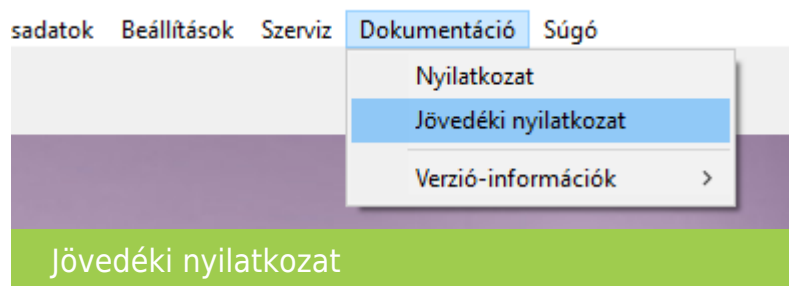 sadatok Beállítások Szerviz Dokumentáció Súgó
Nyilatkozat
Jövedéki nyilatkozat
Verzió-információk
Jövedéki nyilatkozat